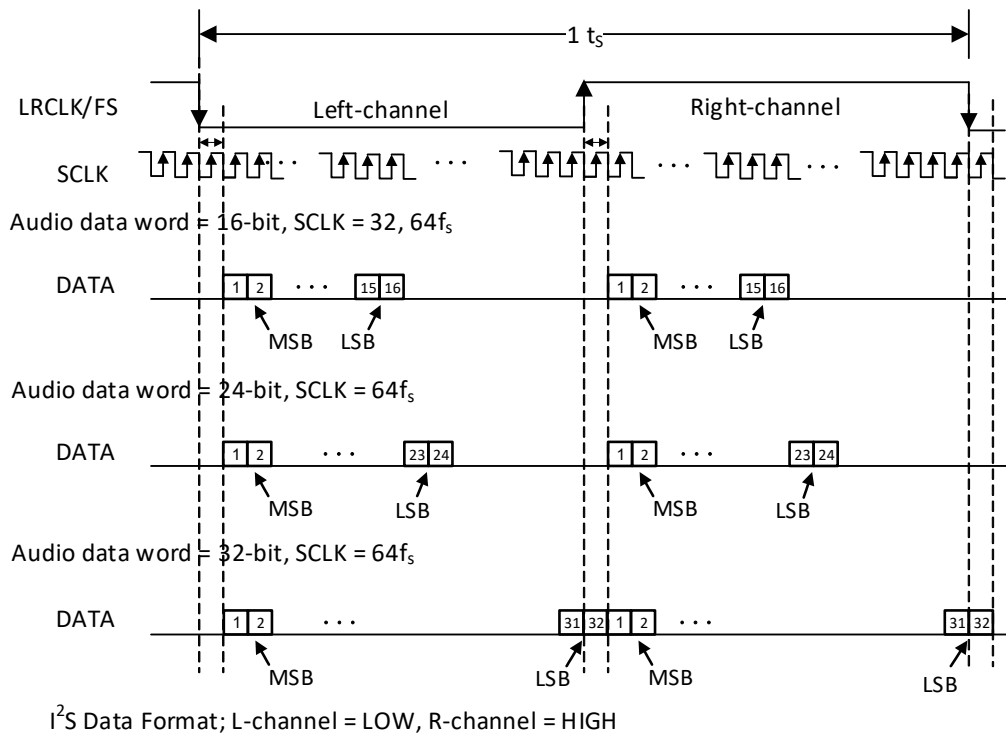 1 tS
LRCLK/FS
Left-channel
Right-channel
SCLK
Audio data word = 16-bit, SCLK = 32, 64fs
DATA
1 2 · · · 15 16
1 2 · · · 15 16
MSB
LSB
MSB
LSB
Audio data word = 24-bit, SCLK = 64fs
DATA
1 2 · · · 23 24
1 2 · · · 23 24
MSB
LSB
MSB
LSB
Audio data word = 32-bit, SCLK = 64fs
DATA
1 2 · · · 31 32
1 2 · · · 31 32
MSB
LSB
MSB
LSB
I2S Data Format; L-channel = LOW, R-channel = HIGH